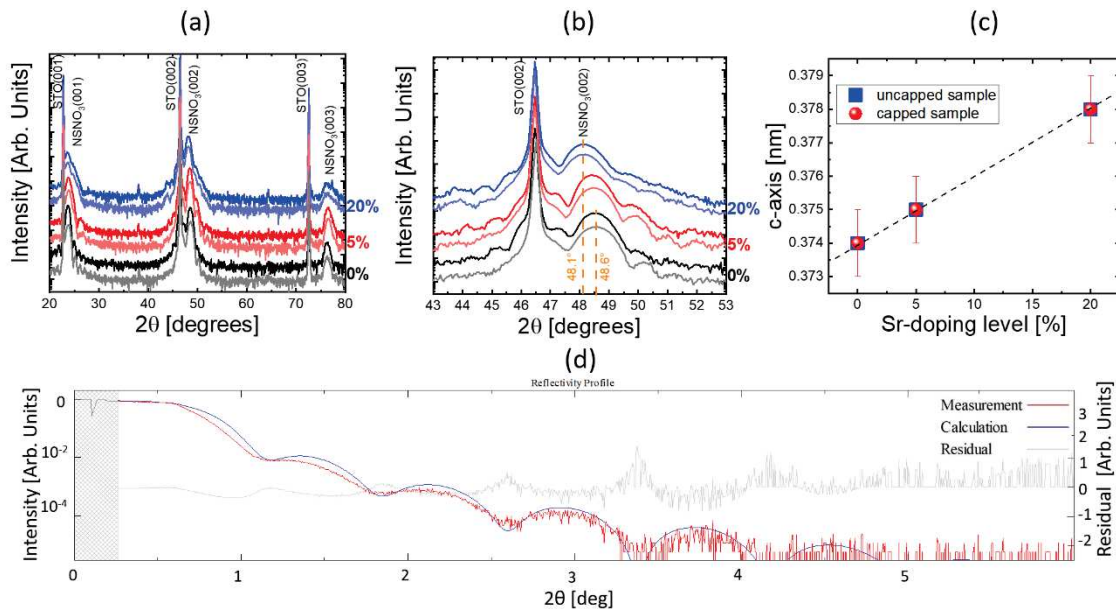 (a)
Intensity [Arb. Units]
STO(001)
NSNO₃(001)
STO(002)
NSNO₃(002)
STO(003)
NSNO₃(003)
20%
5%
0%
20 30 40 50 60 70 80
2θ [degrees]
(b)
Intensity [Arb. Units]
STO(002)
NSNO₃(002)
20%
5%
0%
48.1°
48.6°
43 44 45 46 47 48 49 50 51 52 53
2θ [degrees]
(c)
c-axis [nm]
0.379
0.378
0.377
0.376
0.375
0.374
0.373
uncapped sample
capped sample
0 5 10 15 20
Sr-doping level [%]
(d)
Reflectivity Profile
Intensity [Arb. Units]
0
10⁻²
10⁻⁴
Measurement
Calculation
Residual
3
2
1
0
-1
-2
Residual [Arb. Units]
0 1 2 3 4 5
2θ [deg]